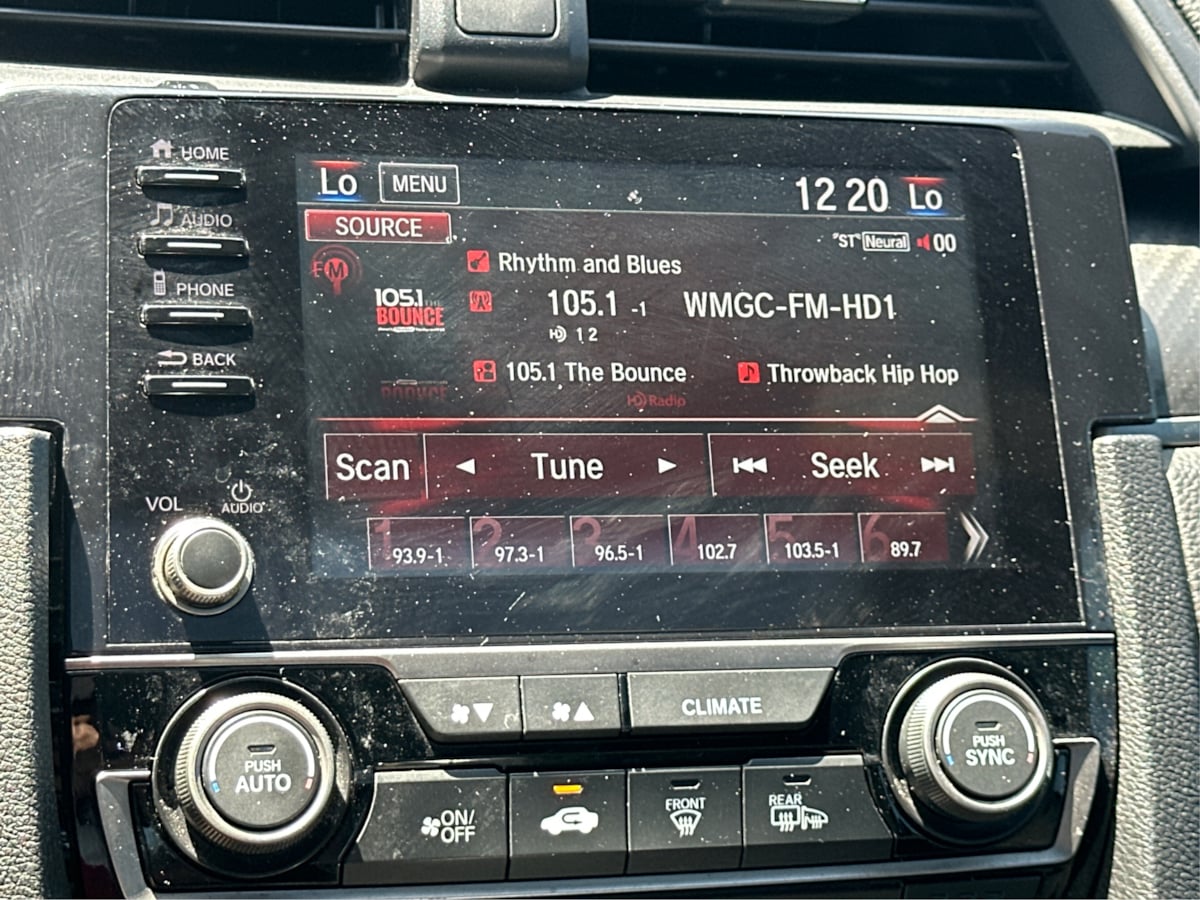 HOME
AUDIO
PHONE
BACK
VOL
AUDIO
Lo MENU 12 20 Lo
SOURCE
"ST" Neural 00
FM
Rhythm and Blues
105.1 THE
BOUNCE
105.1 -1 WMGC-FM-HD1
HD 1 2
105.1 The Bounce Throwback Hip Hop
HD Radio
Scan Tune Seek
1 93.9-1 2 97.3-1 3 96.5-1 4 102.7 5 103.5-1 6 89.7
CLIMATE
PUSH
AUTO
PUSH
SYNC
ON/
OFF
FRONT
REAR